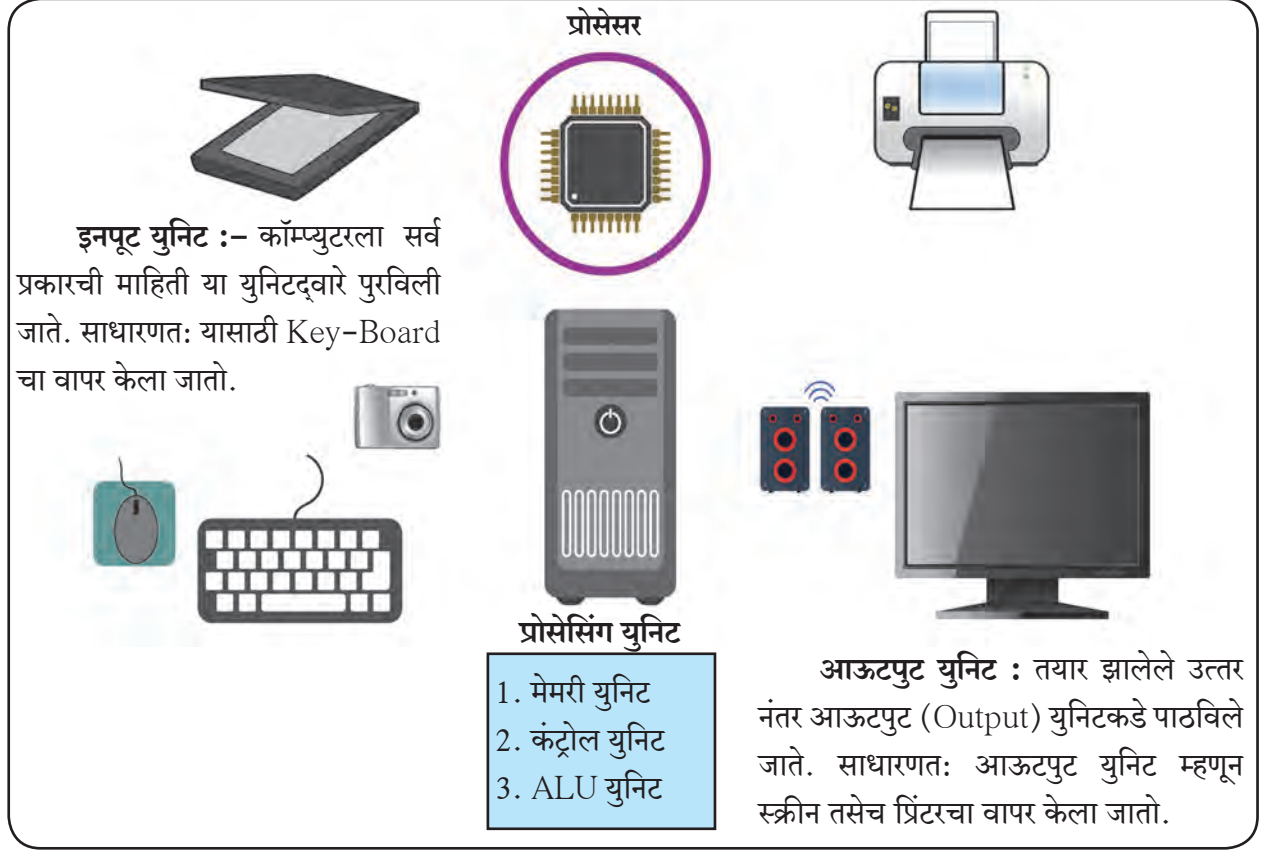 प्रोसेसर
इनपूट युनिट :– कॉम्प्युटरला सर्व
प्रकारची माहिती या युनिटद्‌वारे पुरविली
जाते. साधारणतः यासाठी Key-Board
चा वापर केला जातो.
प्रोसेसिंग युनिट
1. मेमरी युनिट
2. कंट्रोल युनिट
3. ALU युनिट
आऊटपुट युनिट : तयार झालेले उत्तर
नंतर आऊटपुट (Output) युनिटकडे पाठविले
जाते. साधारणतः आऊटपुट युनिट म्हणून
स्क्रीन तसेच प्रिंटरचा वापर केला जातो.